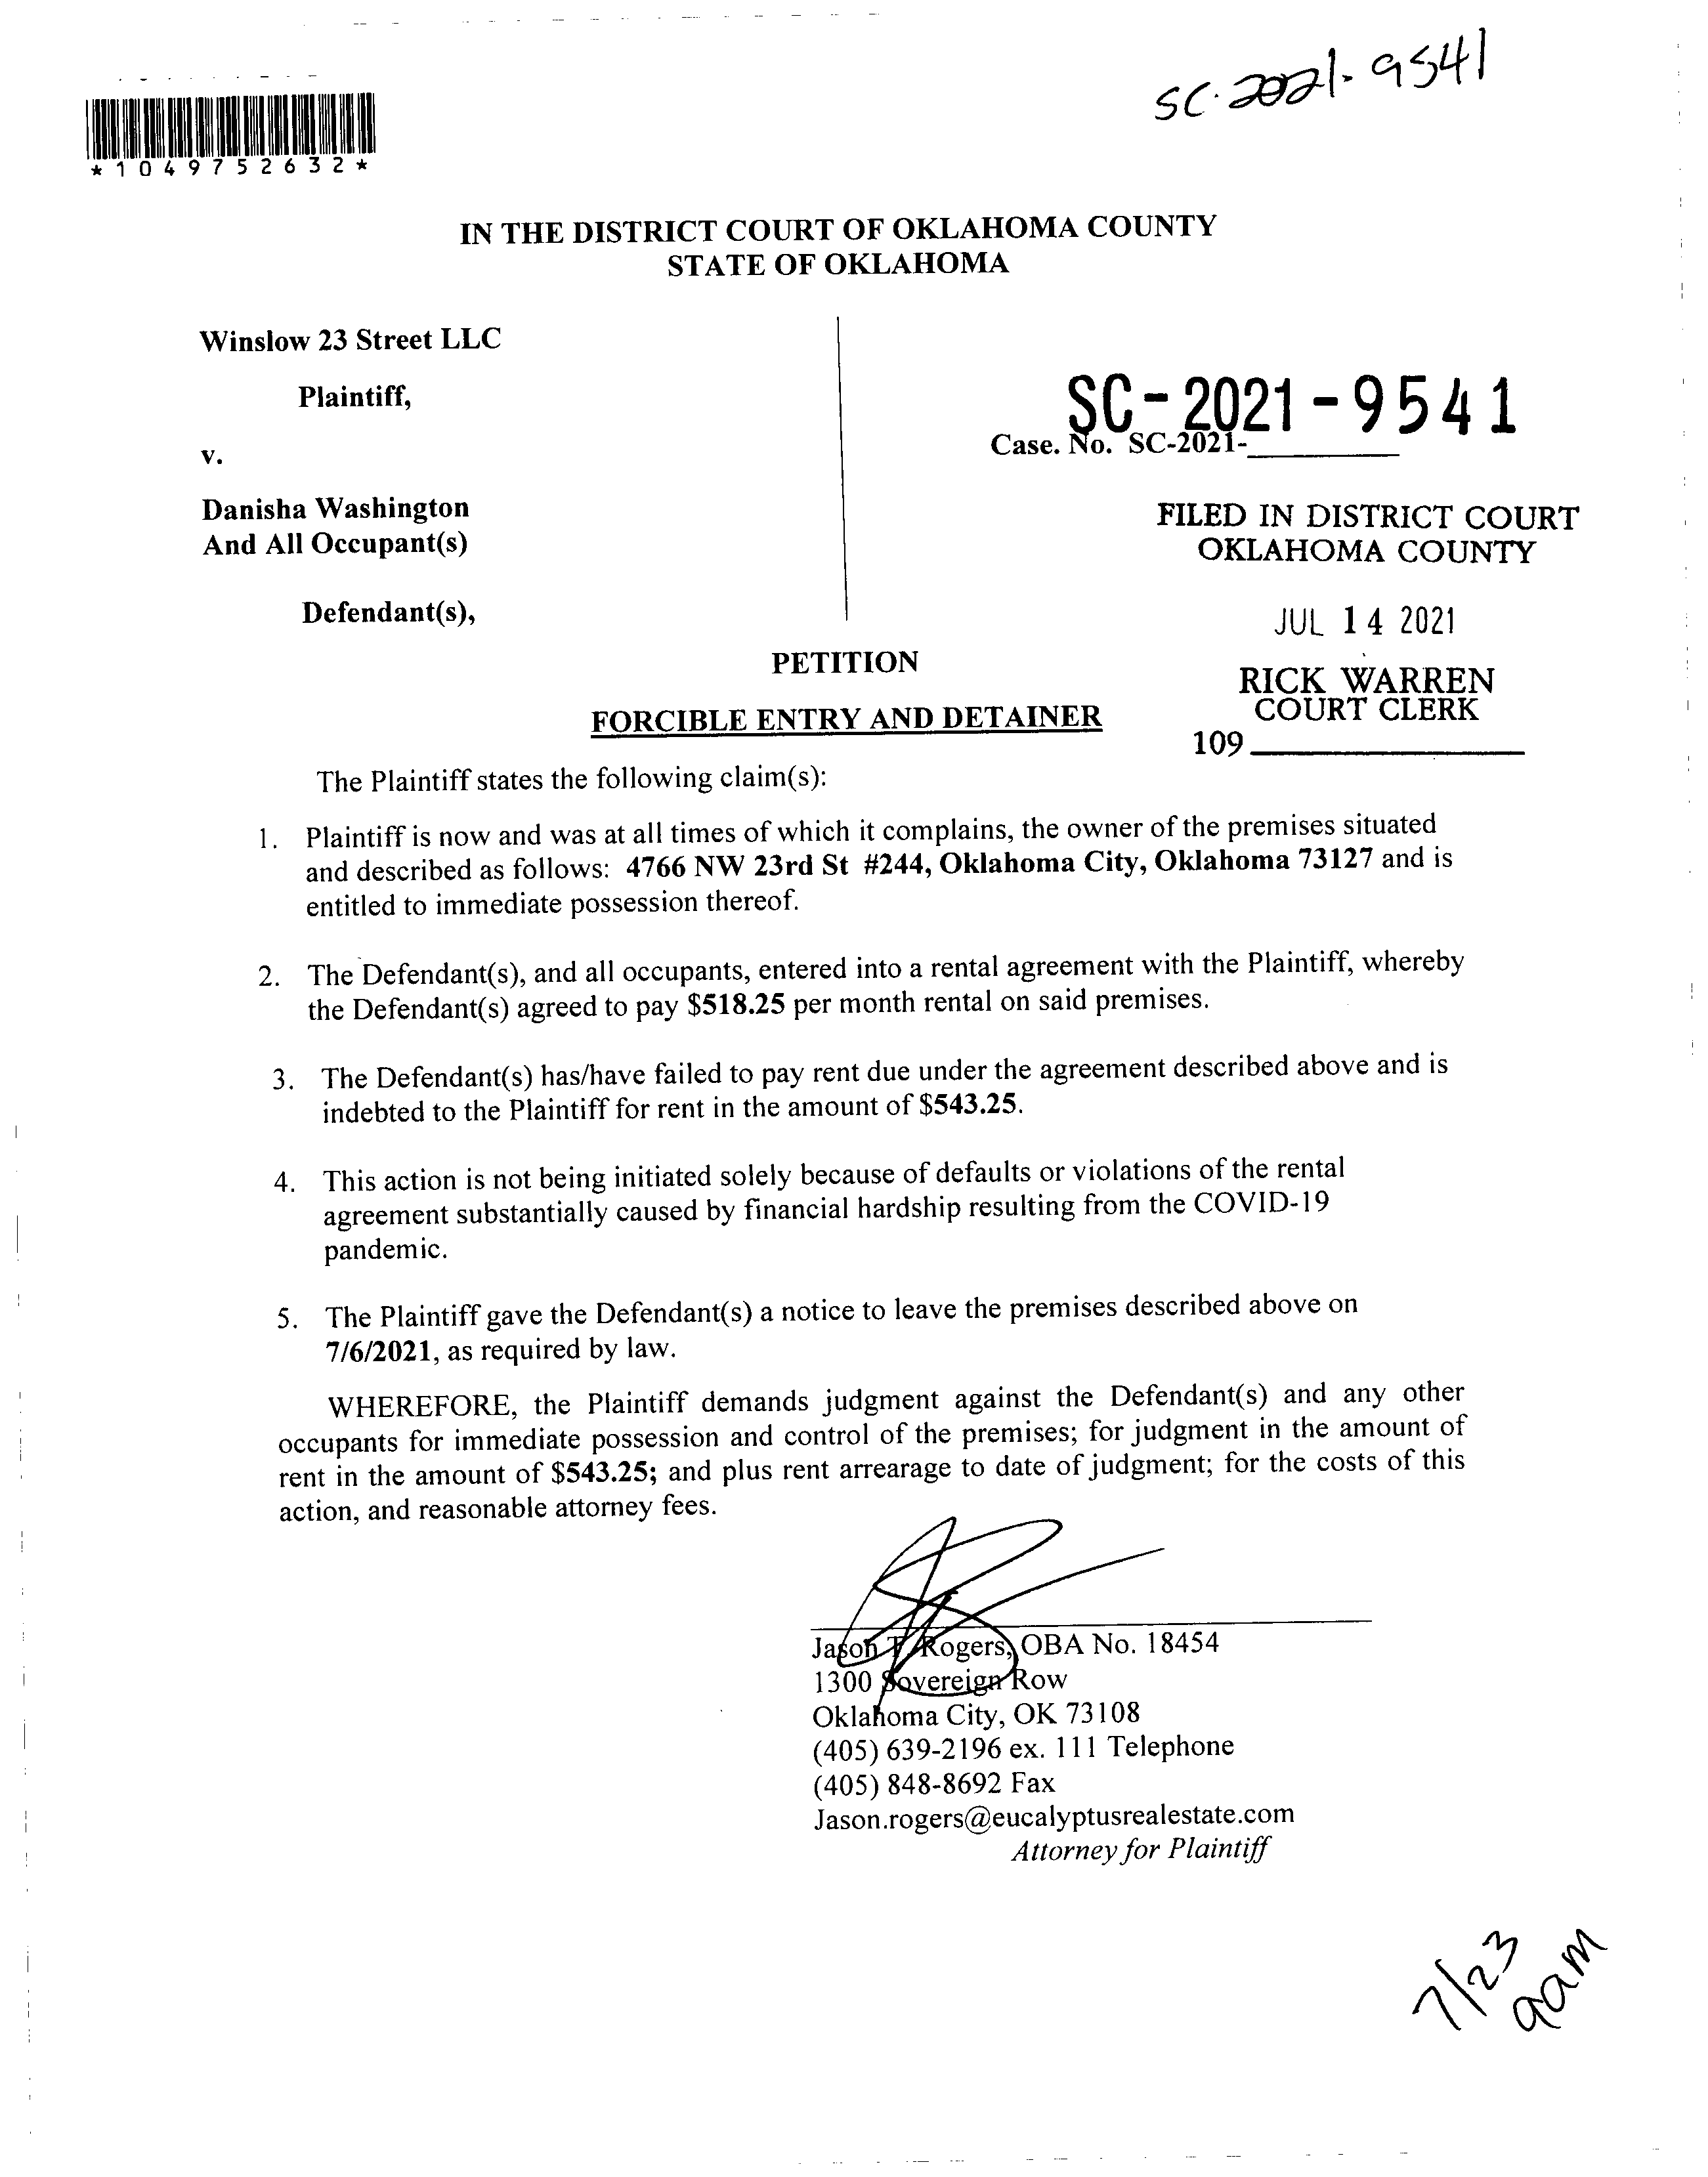 SC-2021-9541
*1049752632*
IN THE DISTRICT COURT OF OKLAHOMA COUNTY
STATE OF OKLAHOMA
Winslow 23 Street LLC
Plaintiff,
v.
Danisha Washington
And All Occupant(s)
Defendant(s),
SC-2021-9541
Case. No. SC-2021-________
FILED IN DISTRICT COURT
OKLAHOMA COUNTY
JUL 14 2021
RICK WARREN
COURT CLERK
109________
PETITION
FORCIBLE ENTRY AND DETAINER
The Plaintiff states the following claim(s):
1. Plaintiff is now and was at all times of which it complains, the owner of the premises situated
and described as follows: 4766 NW 23rd St #244, Oklahoma City, Oklahoma 73127 and is
entitled to immediate possession thereof.
2. The Defendant(s), and all occupants, entered into a rental agreement with the Plaintiff, whereby
the Defendant(s) agreed to pay $518.25 per month rental on said premises.
3. The Defendant(s) has/have failed to pay rent due under the agreement described above and is
indebted to the Plaintiff for rent in the amount of $543.25.
4. This action is not being initiated solely because of defaults or violations of the rental
agreement substantially caused by financial hardship resulting from the COVID-19
pandemic.
5. The Plaintiff gave the Defendant(s) a notice to leave the premises described above on
7/6/2021, as required by law.
WHEREFORE, the Plaintiff demands judgment against the Defendant(s) and any other
occupants for immediate possession and control of the premises; for judgment in the amount of
rent in the amount of $543.25; and plus rent arrearage to date of judgment; for the costs of this
action, and reasonable attorney fees.
Jason T. Rogers, OBA No. 18454
1300 Sovereign Row
Oklahoma City, OK 73108
(405) 639-2196 ex. 111 Telephone
(405) 848-8692 Fax
Jason.rogers@eucalyptusrealestate.com
Attorney for Plaintiff
7/23
9am